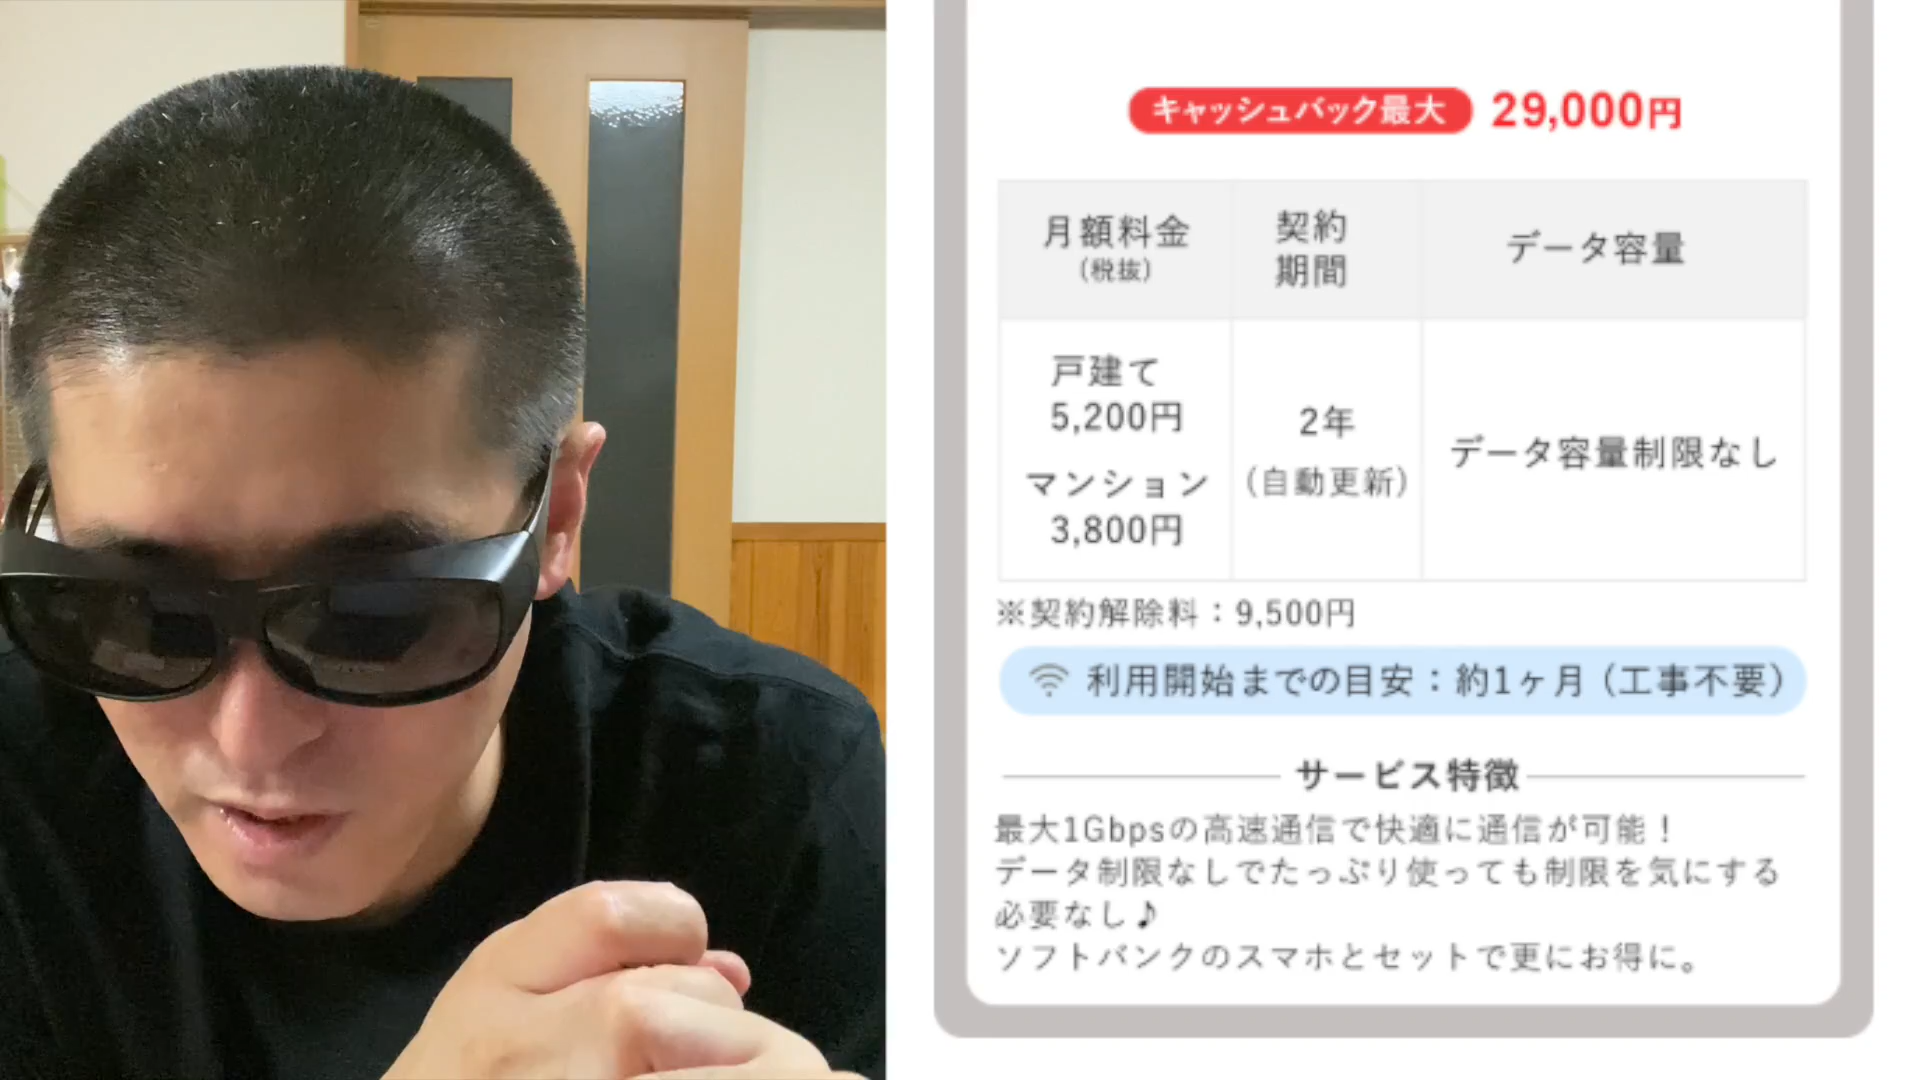 キャッシュバック最大 29,000円
月額料金
(税抜)
契約
期間
データ容量
戸建て
5,200円
マンション
3,800円
2年
(自動更新)
データ容量制限なし
※契約解除料：9,500円
利用開始までの目安：約1ヶ月（工事不要）
サービス特徴
最大1Gbpsの高速通信で快適に通信が可能！
データ制限なしでたっぷり使っても制限を気にする
必要なし♪
ソフトバンクのスマホとセットで更にお得に。